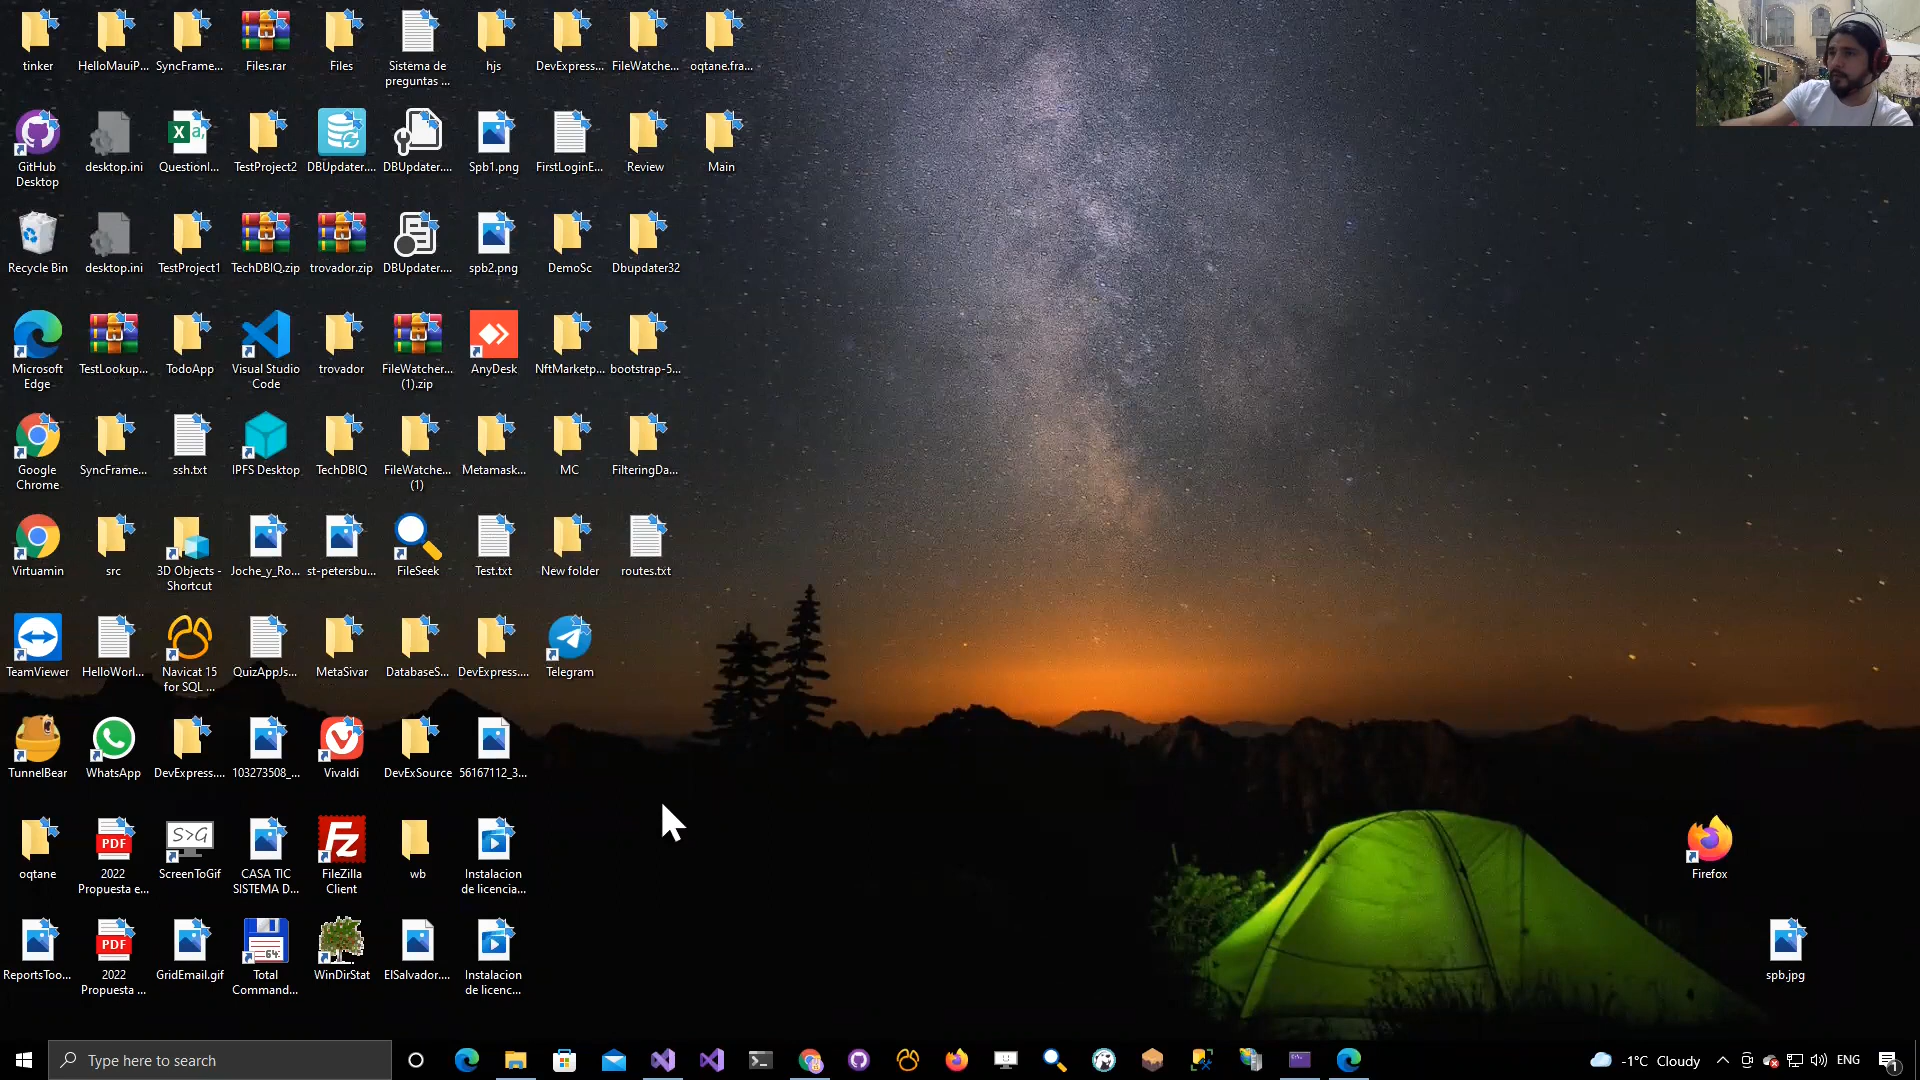 tinker
HelloMauiP...
SyncFrame...
Files.rar
Files
Sistema de
preguntas ...
hjs
DevExpress...
FileWatche...
oqtane.fra...
GitHub
Desktop
desktop.ini
QuestionI...
TestProject2
DBUpdater....
DBUpdater....
Spb1.png
FirstLoginE...
Review
Main
Recycle Bin
desktop.ini
TestProject1
TechDBIQ.zip
trovador.zip
DBUpdater....
spb2.png
DemoSc
Dbupdater32
Microsoft
Edge
TestLookup...
TodoApp
Visual Studio
Code
trovador
FileWatcher...
(1).zip
AnyDesk
NftMarketp...
bootstrap-5...
Google
Chrome
SyncFrame...
ssh.txt
IPFS Desktop
TechDBIQ
FileWatche...
(1)
Metamask...
MC
FilteringDa...
Virtuamin
src
3D Objects -
Shortcut
Joche_y_Ro...
st-petersbu...
FileSeek
Test.txt
New folder
routes.txt
TeamViewer
HelloWorl...
Navicat 15
for SQL ...
QuizAppJs...
MetaSivar
DatabaseS...
DevExpress....
Telegram
TunnelBear
WhatsApp
DevExpress....
103273508_...
Vivaldi
DevExSource
56167112_3...
oqtane
PDF
2022
Propuesta e...
S>G
ScreenToGif
CASA TIC
SISTEMA D...
Fz
FileZilla
Client
wb
Instalacion
de licencia...
Firefox
ReportsToo...
PDF
2022
Propuesta ...
GridEmail.gif
64:
Total
Command...
WinDirStat
ElSalvador....
Instalacion
de licenc...
spb.jpg
Type here to search
-1°C Cloudy
ENG
1